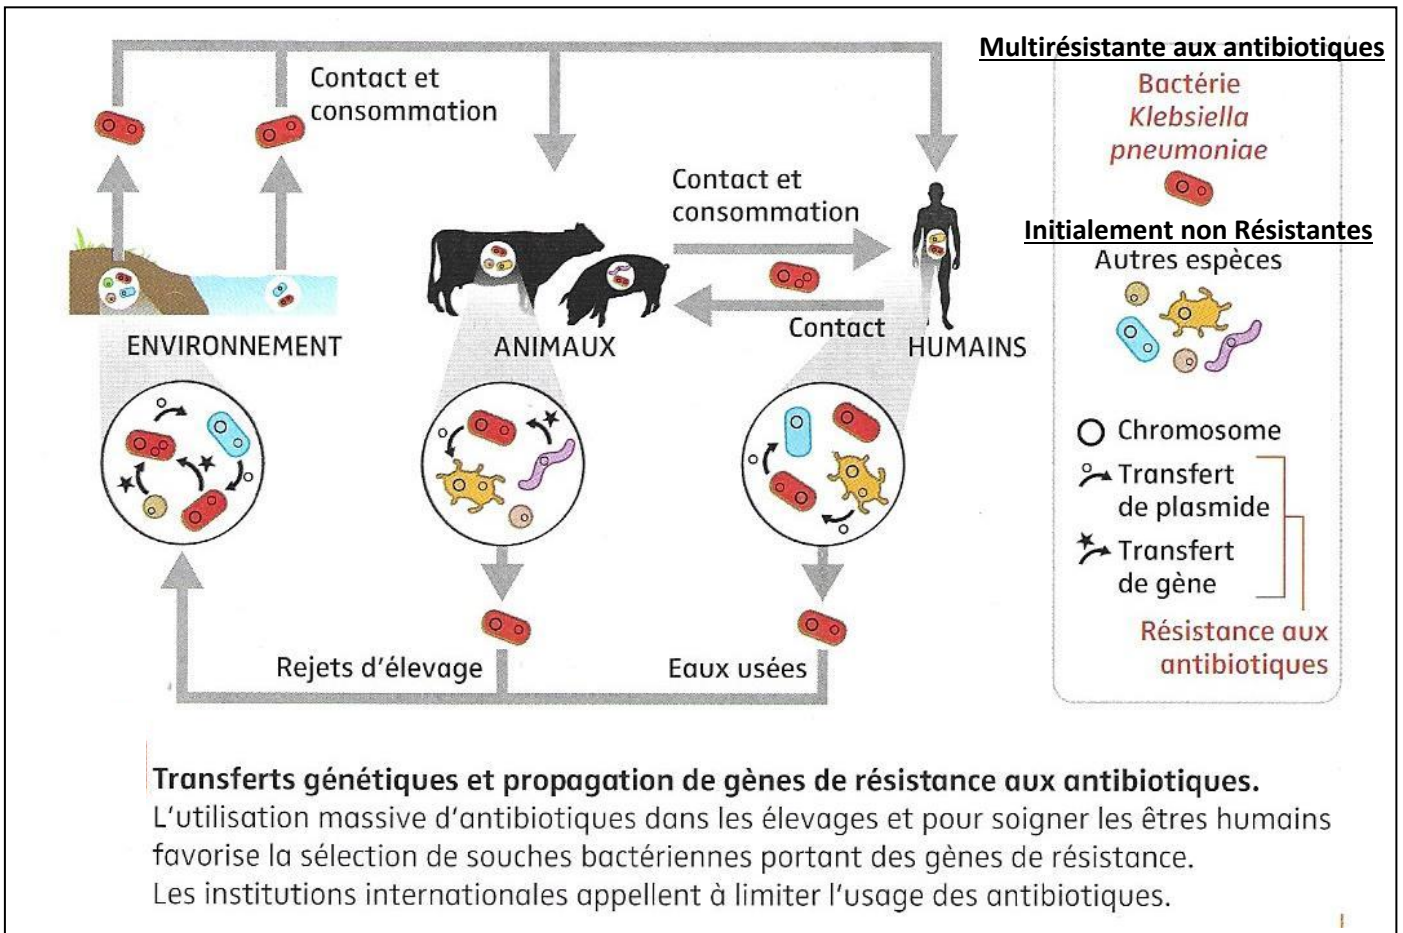 Contact et
consommation
Contact et
consommation
Contact
ENVIRONNEMENT
ANIMAUX
HUMAINS
Rejets d'élevage
Eaux usées
Multirésistante aux antibiotiques
Bactérie
Klebsiella
pneumoniae
Initialement non Résistantes
Autres espèces
Chromosome
Transfert
de plasmide
Transfert
de gène
Résistance aux
antibiotiques
Transferts génétiques et propagation de gènes de résistance aux antibiotiques.
L'utilisation massive d'antibiotiques dans les élevages et pour soigner les êtres humains
favorise la sélection de souches bactériennes portant des gènes de résistance.
Les institutions internationales appellent à limiter l'usage des antibiotiques.